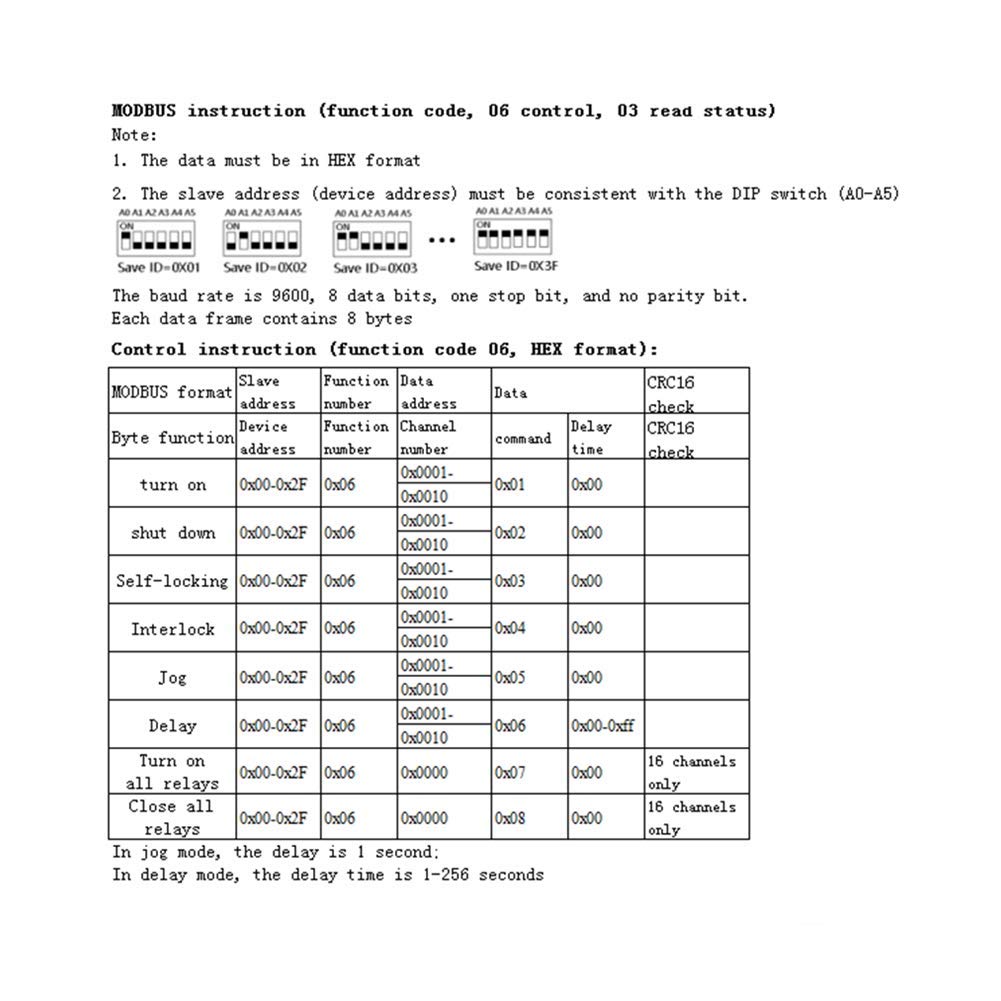 MODBUS instruction (function code, 06 control, 03 read status)
Note:
1. The data must be in HEX format
2. The slave address (device address) must be consistent with the DIP switch (A0-A5)
A0 A1 A2 A3 A4 A5 A0 A1 A2 A3 A4 A5 A0 A1 A2 A3 A4 A5 A0 A1 A2 A3 A4 A5
ON ON ON ... ON
Save ID=0X01 Save ID=0X02 Save ID=0X03 Save ID=0X3F
The baud rate is 9600, 8 data bits, one stop bit, and no parity bit.
Each data frame contains 8 bytes
Control instruction (function code 06, HEX format):
MODBUS format Slave address Function number Data address Data CRC16 check
Byte function Device address Function number Channel number command Delay time CRC16 check
turn on 0x00-0x2F 0x06 0x0001- 0x0010 0x01 0x00
shut down 0x00-0x2F 0x06 0x0001- 0x0010 0x02 0x00
Self-locking 0x00-0x2F 0x06 0x0001- 0x0010 0x03 0x00
Interlock 0x00-0x2F 0x06 0x0001- 0x0010 0x04 0x00
Jog 0x00-0x2F 0x06 0x0001- 0x0010 0x05 0x00
Delay 0x00-0x2F 0x06 0x0001- 0x0010 0x06 0x00-0xff
Turn on all relays 0x00-0x2F 0x06 0x0000 0x07 0x00 16 channels only
Close all relays 0x00-0x2F 0x06 0x0000 0x08 0x00 16 channels only
In jog mode, the delay is 1 second;
In delay mode, the delay time is 1-256 seconds